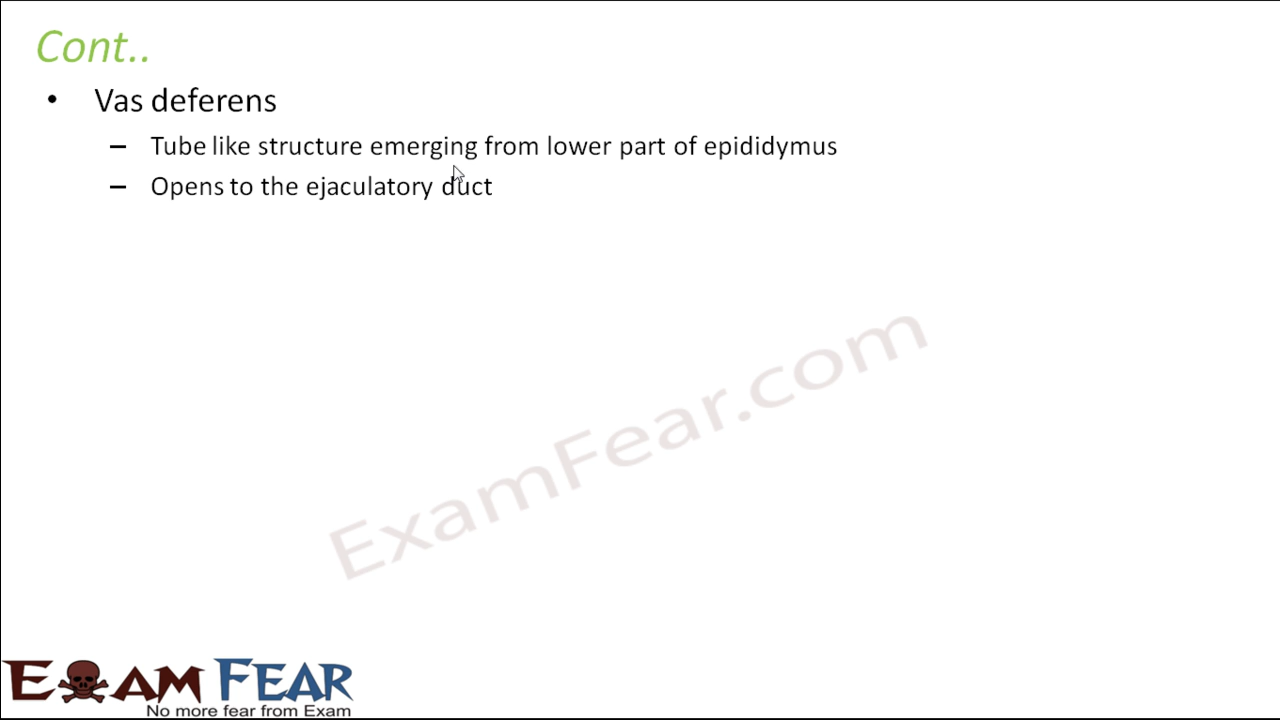 Cont..
• Vas deferens
– Tube like structure emerging from lower part of epididymus
– Opens to the ejaculatory duct
ExamFear.com
EXAM FEAR
No more fear from Exam